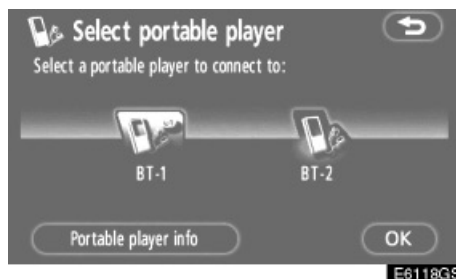 Select portable player
Select a portable player to connect to:
BT-1 BT-2
Portable player info OK
E6118GS